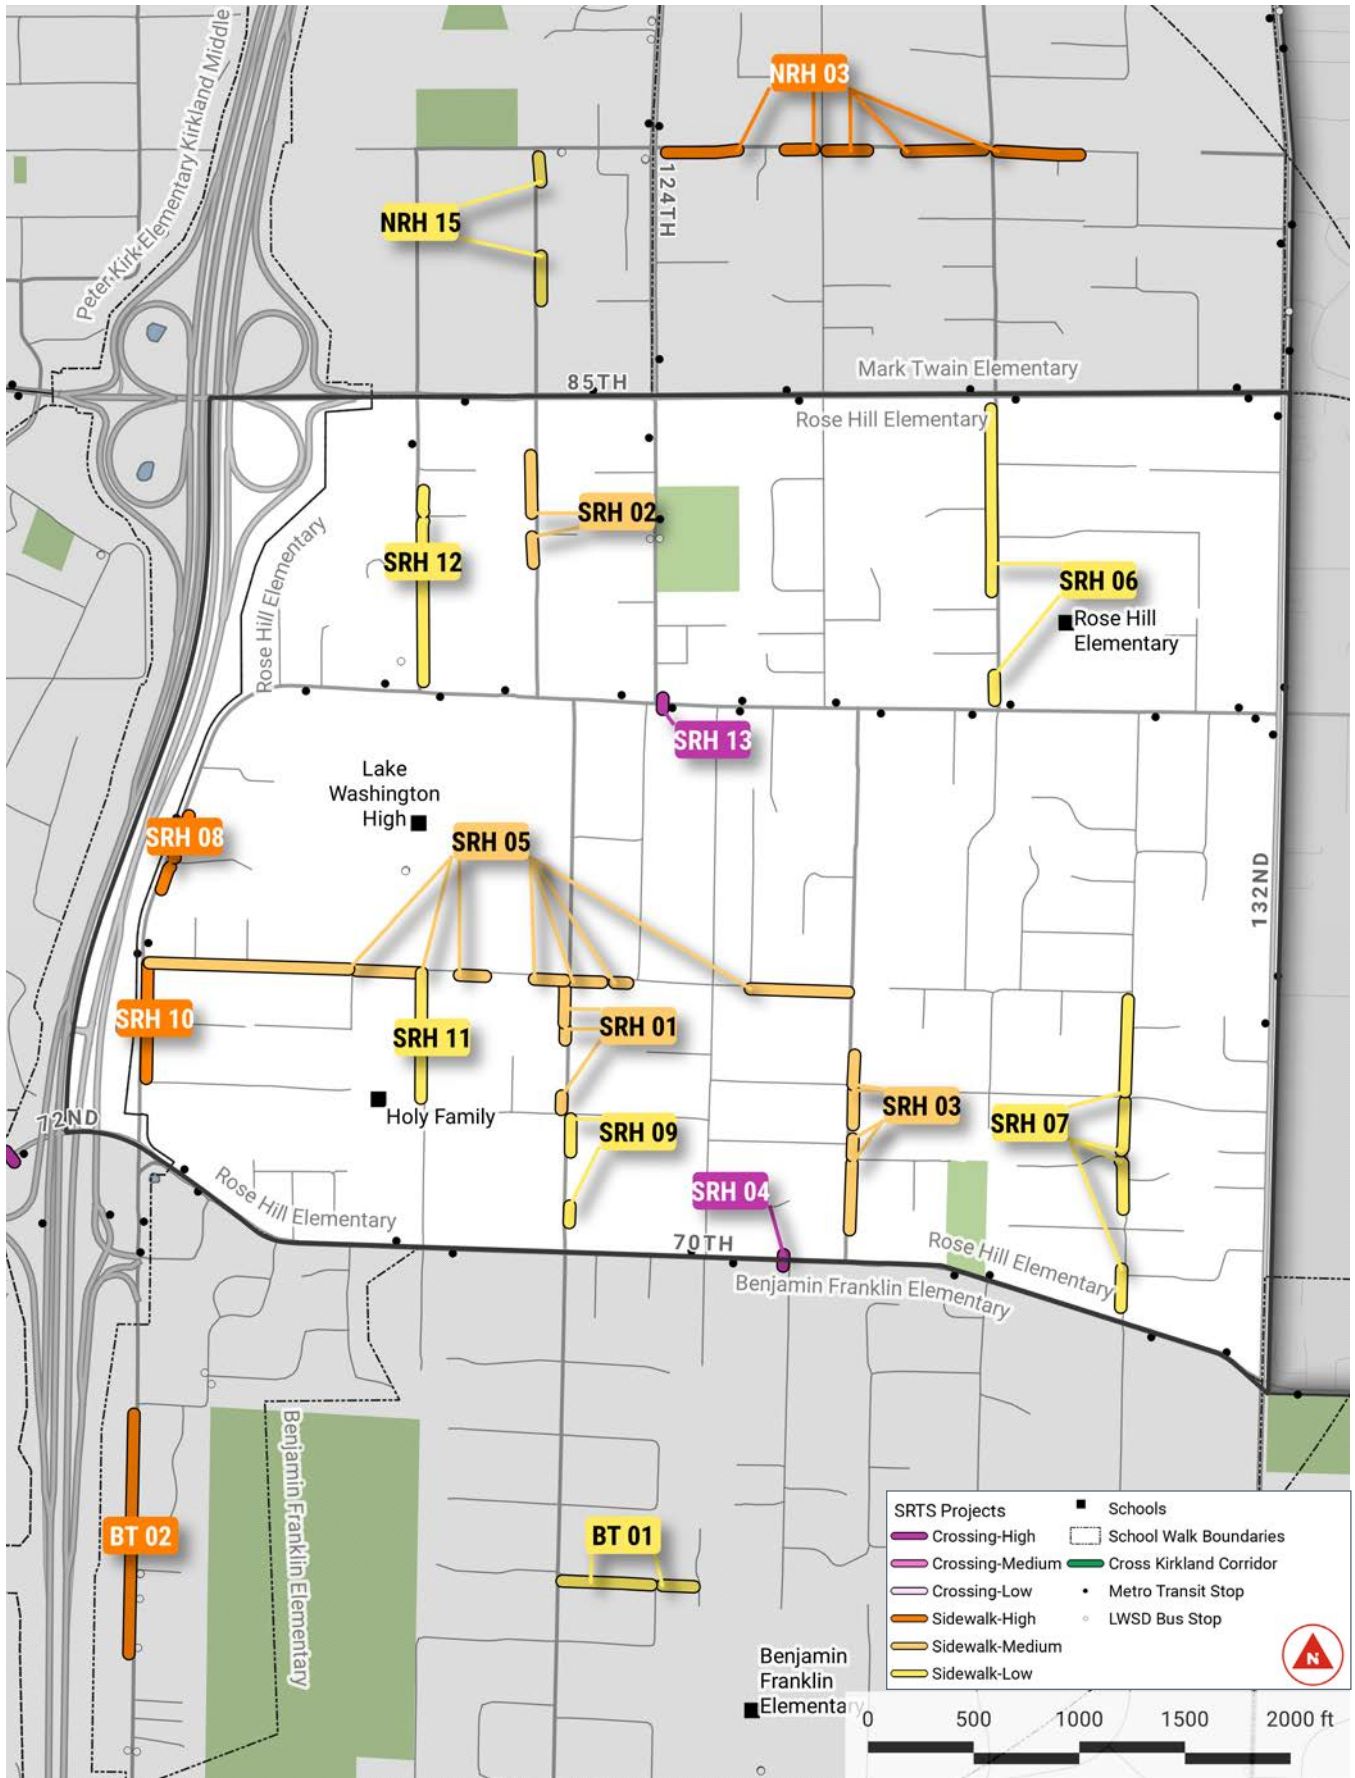 NRH 03
Peter Kirk Elementary Kirkland Middle
124TH
NRH 15
Mark Twain Elementary
85TH
Rose Hill Elementary
SRH 02
SRH 12
SRH 06
Rose Hill Elementary
Rose Hill
Elementary
SRH 13
Lake
Washington
High
SRH 08
SRH 05
132ND
SRH 10
SRH 11
SRH 01
SRH 03
SRH 07
Holy Family
72ND
SRH 09
SRH 04
Rose Hill Elementary
70TH
Rose Hill Elementary
Benjamin Franklin Elementary
Benjamin Franklin Elementary
BT 02
BT 01
Benjamin
Franklin
Elementary
SRTS Projects
Crossing-High
Crossing-Medium
Crossing-Low
Sidewalk-High
Sidewalk-Medium
Sidewalk-Low
Schools
School Walk Boundaries
Cross Kirkland Corridor
Metro Transit Stop
LWSD Bus Stop
N
0 500 1000 1500 2000 ft